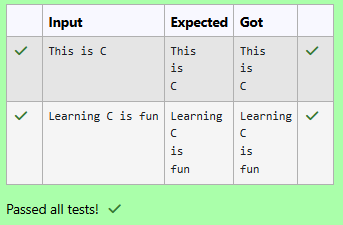 Input Expected Got
This is C This This
is is
C C
Learning C is fun Learning Learning
C C
is is
fun fun
Passed all tests!